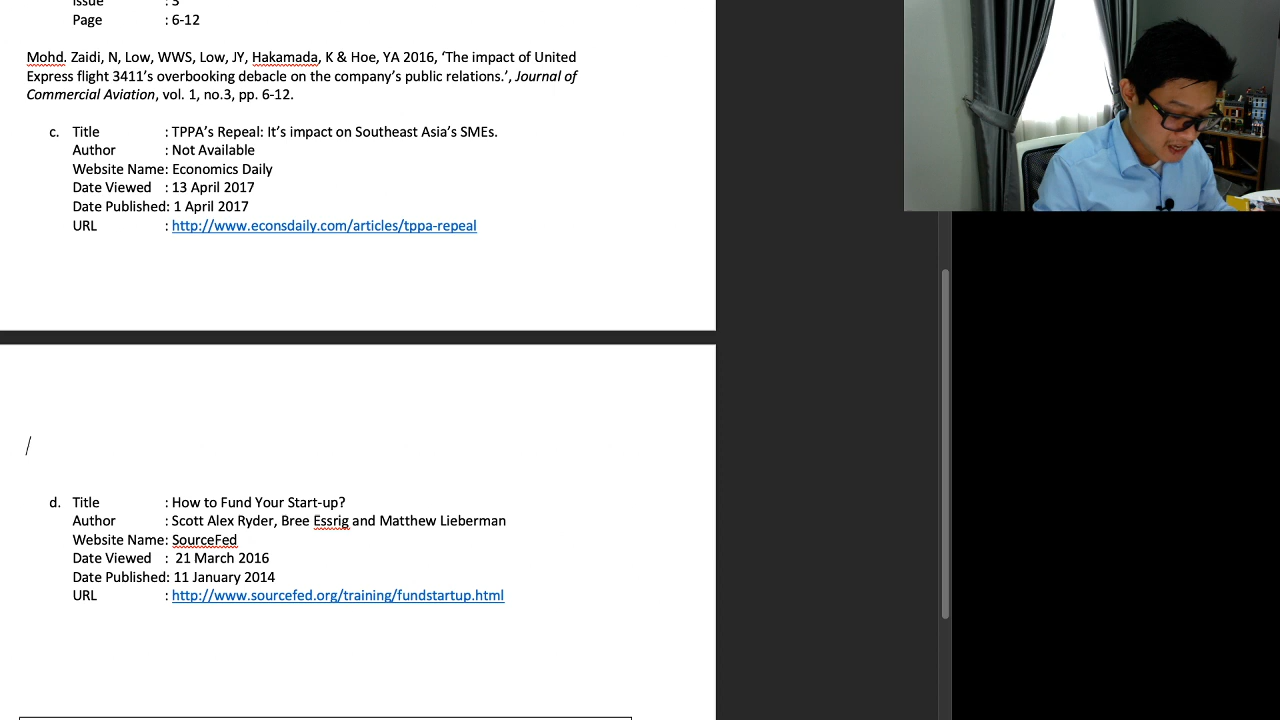 Issue : 3
Page : 6-12
Mohd. Zaidi, N, Low, WWS, Low, JY, Hakamada, K & Hoe, YA 2016, ‘The impact of United
Express flight 3411’s overbooking debacle on the company’s public relations.’, Journal of
Commercial Aviation, vol. 1, no.3, pp. 6-12.
c. Title : TPPA’s Repeal: It’s impact on Southeast Asia’s SMEs.
Author : Not Available
Website Name: Economics Daily
Date Viewed : 13 April 2017
Date Published: 1 April 2017
URL : http://www.econsdaily.com/articles/tppa-repeal
/
d. Title : How to Fund Your Start-up?
Author : Scott Alex Ryder, Bree Essrig and Matthew Lieberman
Website Name: SourceFed
Date Viewed : 21 March 2016
Date Published: 11 January 2014
URL : http://www.sourcefed.org/training/fundstartup.html